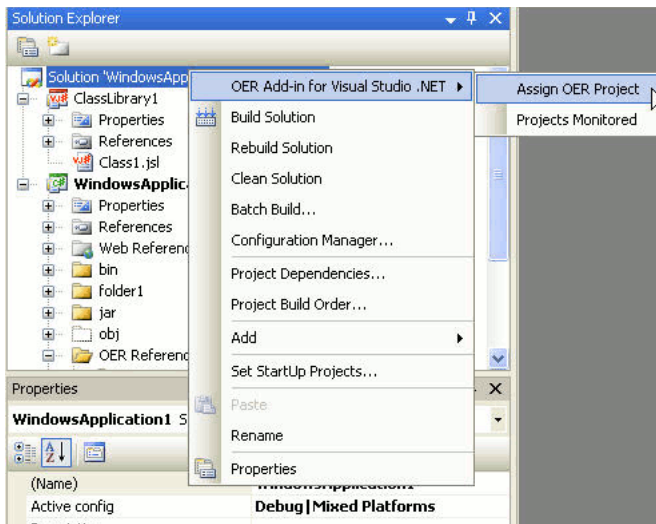 Solution Explorer
Solution 'WindowsApp
ClassLibrary1
Properties
References
Class1.jsl
WindowsApplic
Properties
References
Web Referen
bin
folder1
jar
obj
OER Referenc
OER Add-in for Visual Studio .NET
Build Solution
Rebuild Solution
Clean Solution
Batch Build...
Configuration Manager...
Project Dependencies...
Project Build Order...
Add
Set StartUp Projects...
Paste
Rename
Properties
Assign OER Project
Projects Monitored
Properties
WindowsApplication1 S
(Name)
Active config
Debug|Mixed Platforms